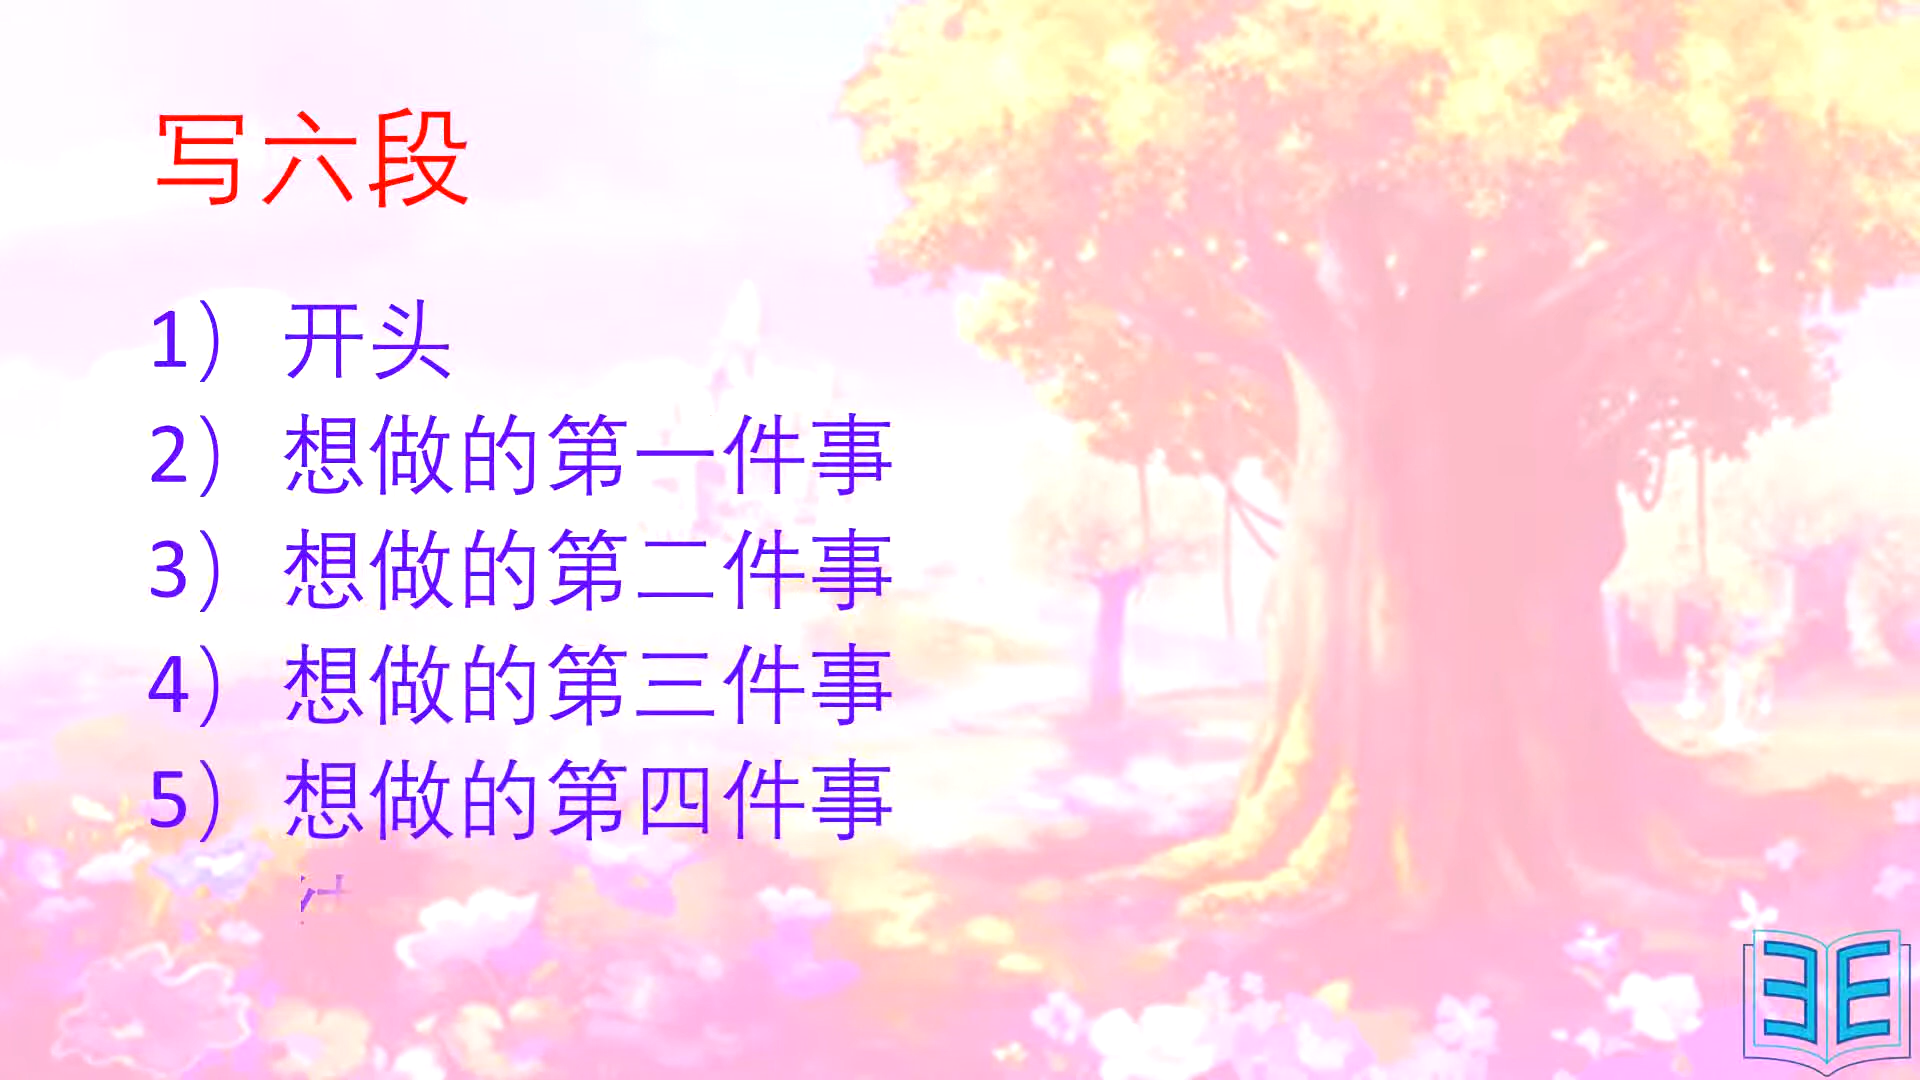 写六段
1） 开头
2） 想做的第一件事
3） 想做的第二件事
4） 想做的第三件事
5） 想做的第四件事